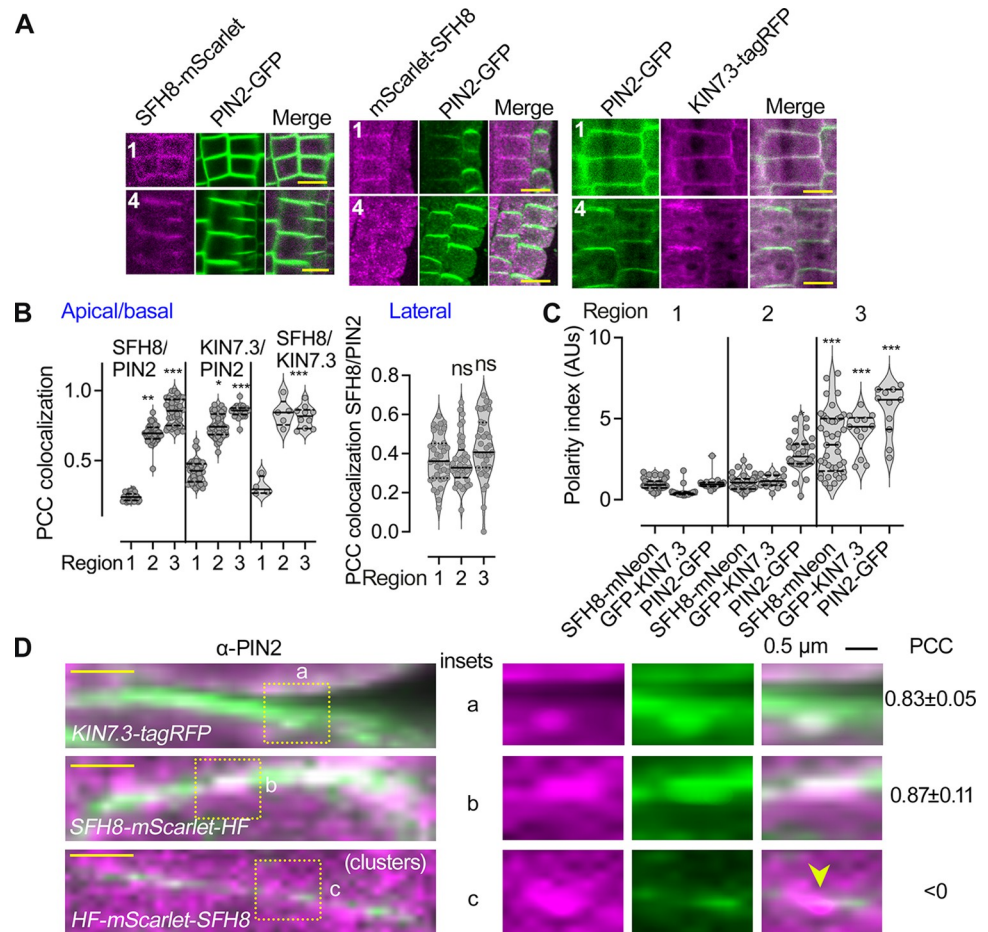 A
SFH8-mScarlet
PIN2-GFP
Merge
mScarlet-SFH8
PIN2-GFP
Merge
PIN2-GFP
KIN7.3-tagRFP
Merge
1
4
1
4
1
4
B
Apical/basal
Lateral
SFH8/
PIN2
KIN7.3/
PIN2
SFH8/
KIN7.3
PCC colocalization
1.0
0.5
** *** * *** ***
Region 1 2 3 1 2 3 1 2 3
PCC colocalization SFH8/PIN2
0.8
0.6
0.4
0.2
0.0
ns ns
Region 1 2 3
C
Region 1 2 3
Polarity index (AUs)
10
5
0
*** *** ***
SFH8-mNeon
GFP-KIN7.3
PIN2-GFP
SFH8-mNeon
GFP-KIN7.3
PIN2-GFP
SFH8-mNeon
GFP-KIN7.3
PIN2-GFP
D
α-PIN2
insets
0.5 µm
PCC
a
KIN7.3-tagRFP
a
0.83±0.05
b
SFH8-mScarlet-HF
b
0.87±0.11
(clusters)
c
HF-mScarlet-SFH8
c
<0